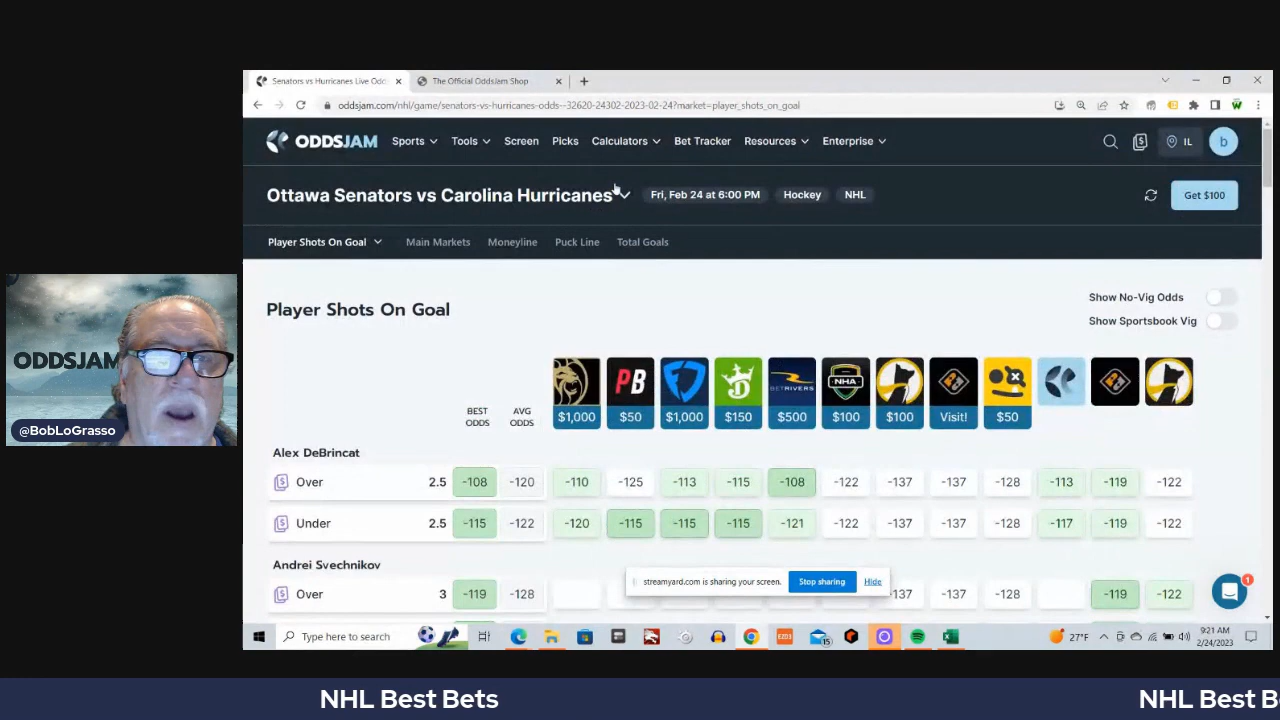 Senators vs Hurricanes Live Odd
The Official OddsJam Shop
oddsjam.com/nhl/game/senators-vs-hurricanes-odds--32620-24302-2023-02-24?market=player_shots_on_goal
ODDSJAM Sports Tools Screen Picks Calculators Bet Tracker Resources Enterprise IL b
Ottawa Senators vs Carolina Hurricanes Fri, Feb 24 at 6:00 PM Hockey NHL Get $100
Player Shots On Goal Main Markets Moneyline Puck Line Total Goals
Player Shots On Goal
Show No-Vig Odds
Show Sportsbook Vig
PB BETRIVERS NHA
BEST ODDS AVG ODDS $1,000 $50 $1,000 $150 $500 $100 $100 Visit! $50
Alex DeBrincat
Over 2.5 -108 -120 -110 -125 -113 -115 -108 -122 -137 -137 -128 -113 -119 -122
Under 2.5 -115 -122 -120 -115 -115 -115 -121 -122 -137 -137 -128 -117 -119 -122
Andrei Svechnikov
Over 3 -119 -128 -137 -137 -119 -122
streamyard.com is sharing your screen. Stop sharing Hide
1
Type here to search
15
27°F
9:21 AM
2/24/2023
ODDSJAM
@BobLoGrasso
NHL Best Bets
NHL Best B